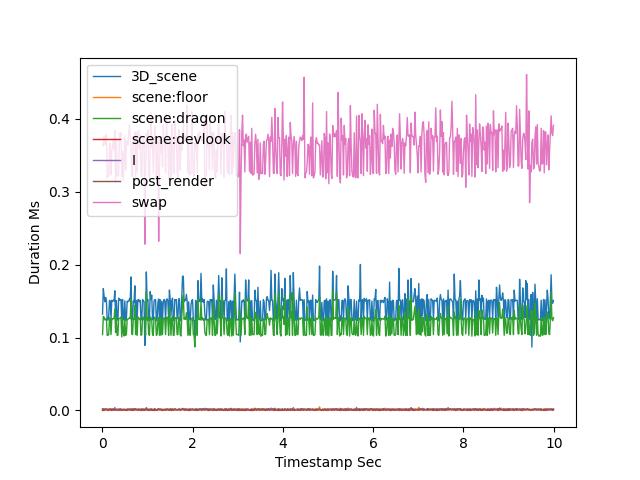 3D_scene
scene:floor
scene:dragon
scene:devlook
I
post_render
swap
0.4
0.3
0.2
0.1
0.0
Duration Ms
0 2 4 6 8 10
Timestamp Sec